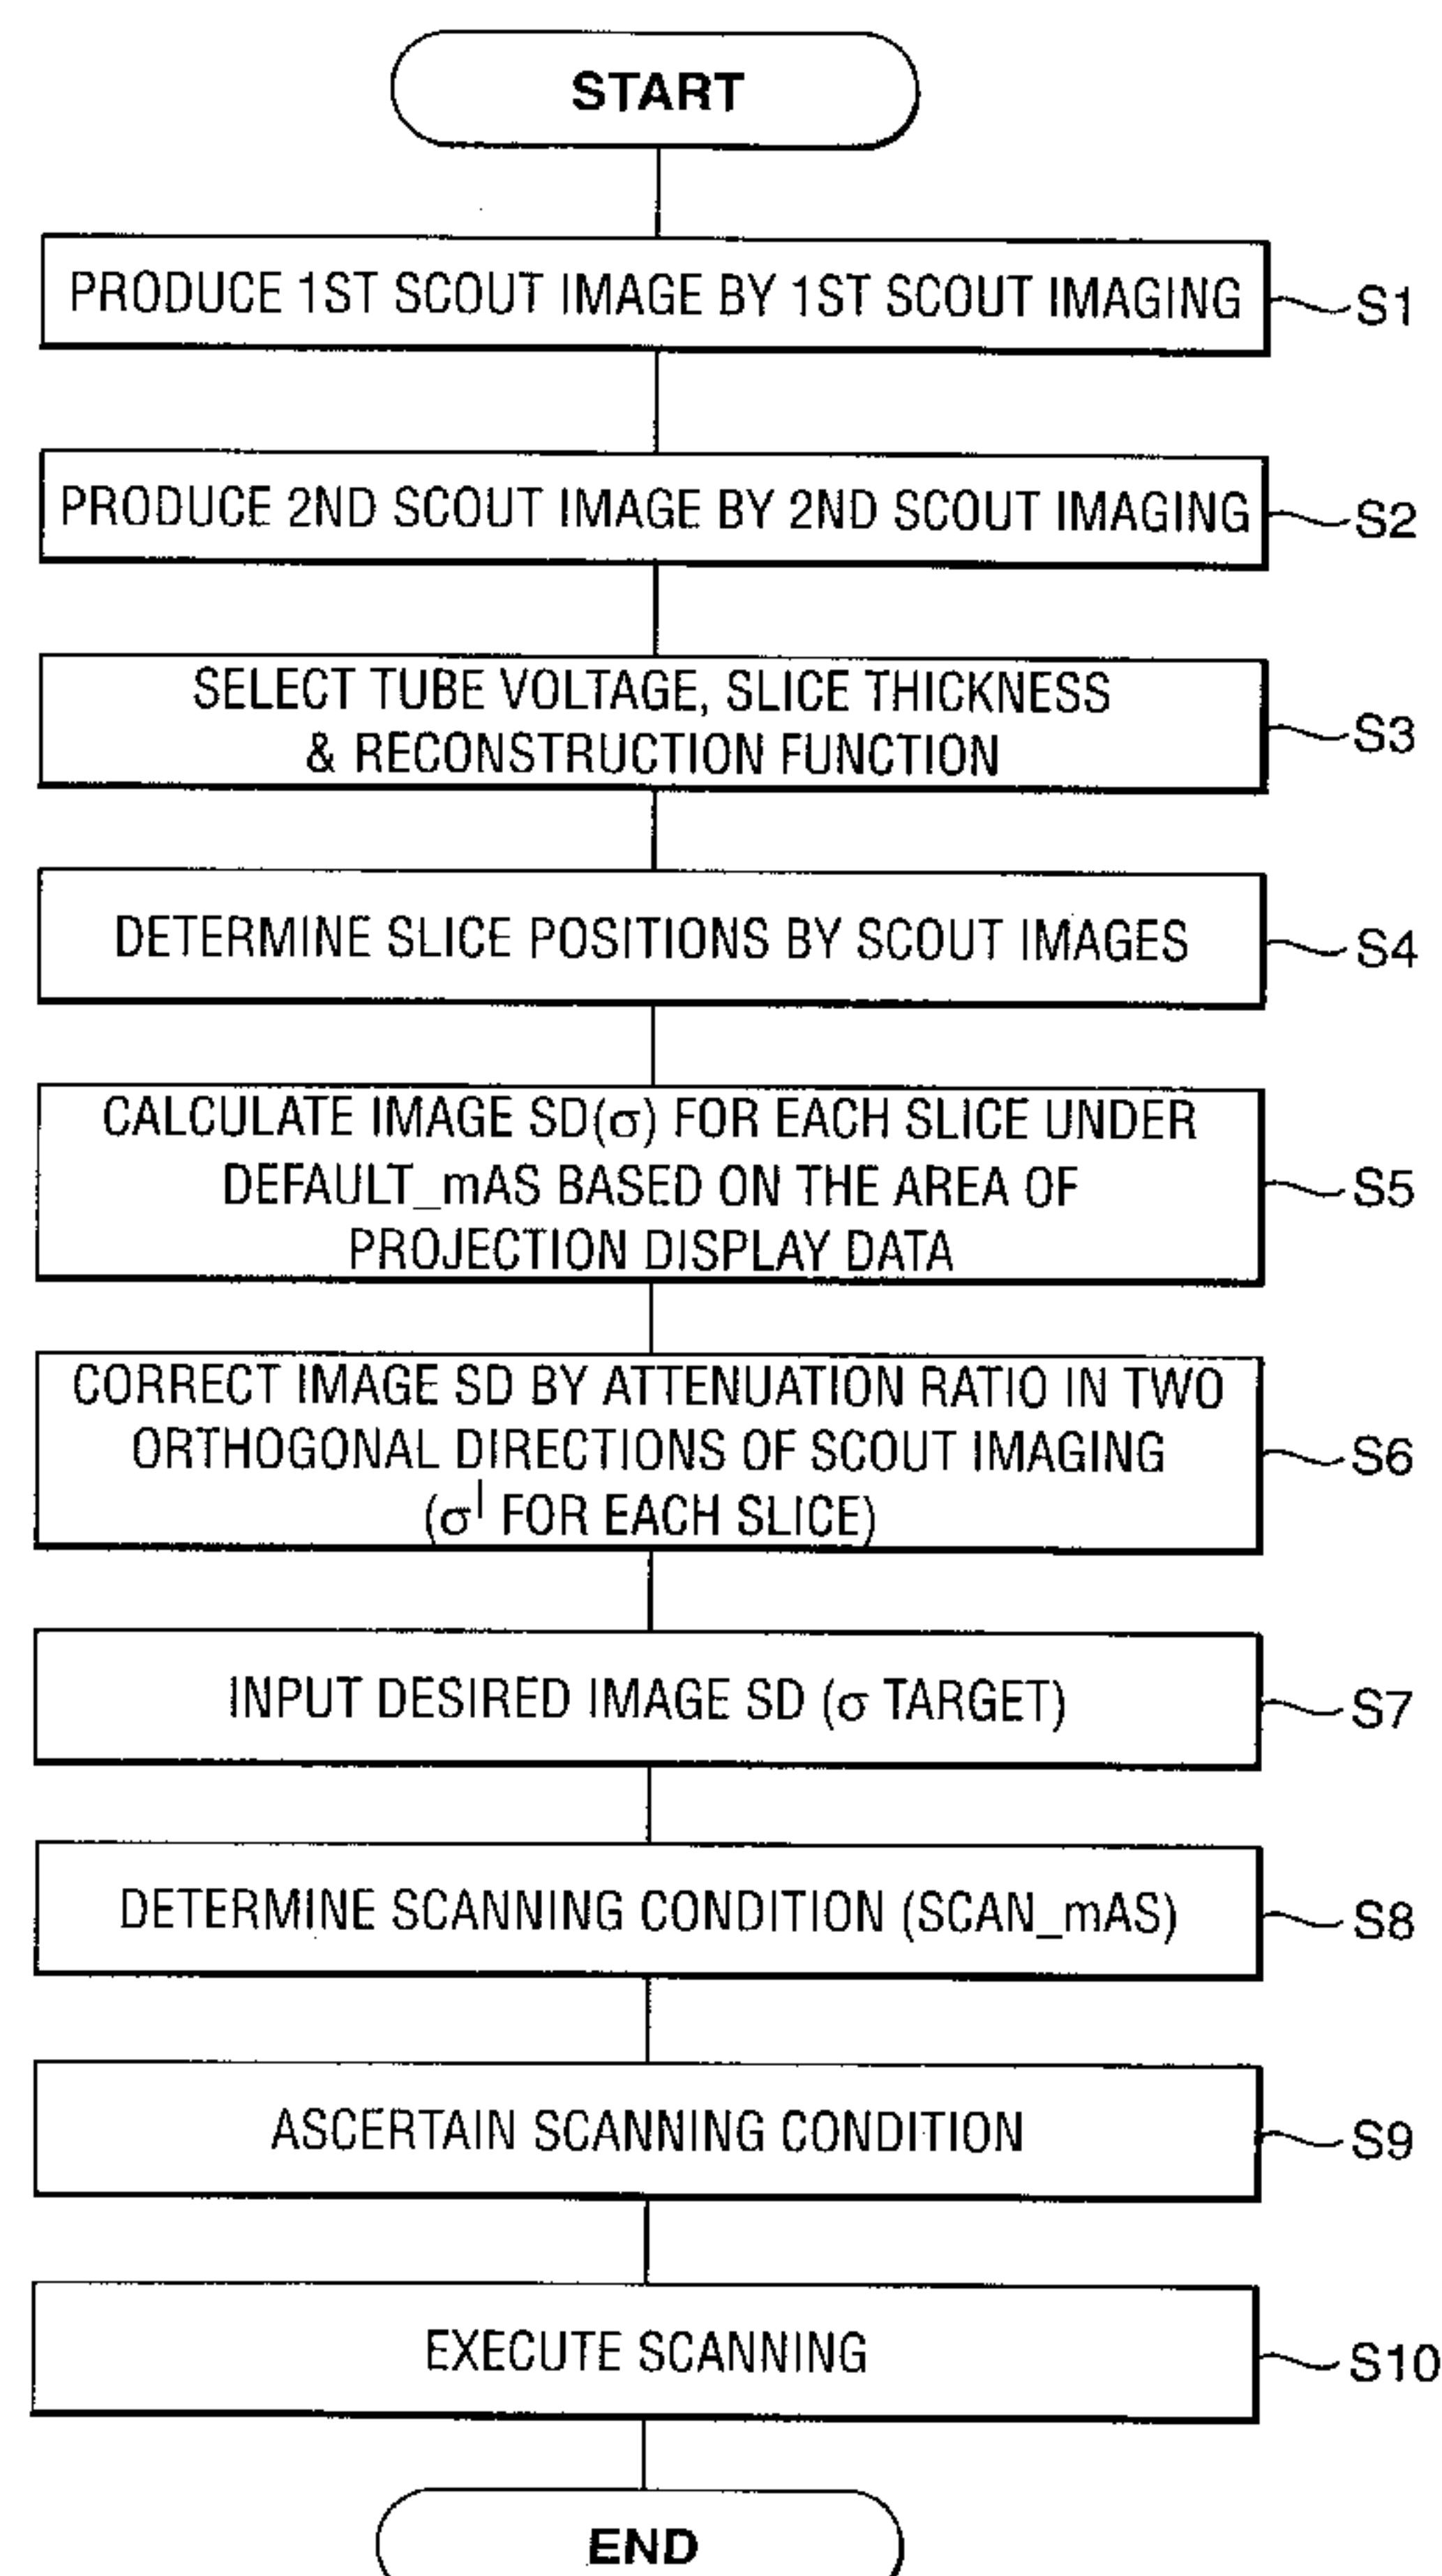 START
PRODUCE 1ST SCOUT IMAGE BY 1ST SCOUT IMAGING
S1
PRODUCE 2ND SCOUT IMAGE BY 2ND SCOUT IMAGING
S2
SELECT TUBE VOLTAGE, SLICE THICKNESS
& RECONSTRUCTION FUNCTION
S3
DETERMINE SLICE POSITIONS BY SCOUT IMAGES
S4
CALCULATE IMAGE SD(σ) FOR EACH SLICE UNDER
DEFAULT_mAS BASED ON THE AREA OF
PROJECTION DISPLAY DATA
S5
CORRECT IMAGE SD BY ATTENUATION RATIO IN TWO
ORTHOGONAL DIRECTIONS OF SCOUT IMAGING
(σ' FOR EACH SLICE)
S6
INPUT DESIRED IMAGE SD (σ TARGET)
S7
DETERMINE SCANNING CONDITION (SCAN_mAS)
S8
ASCERTAIN SCANNING CONDITION
S9
EXECUTE SCANNING
S10
END